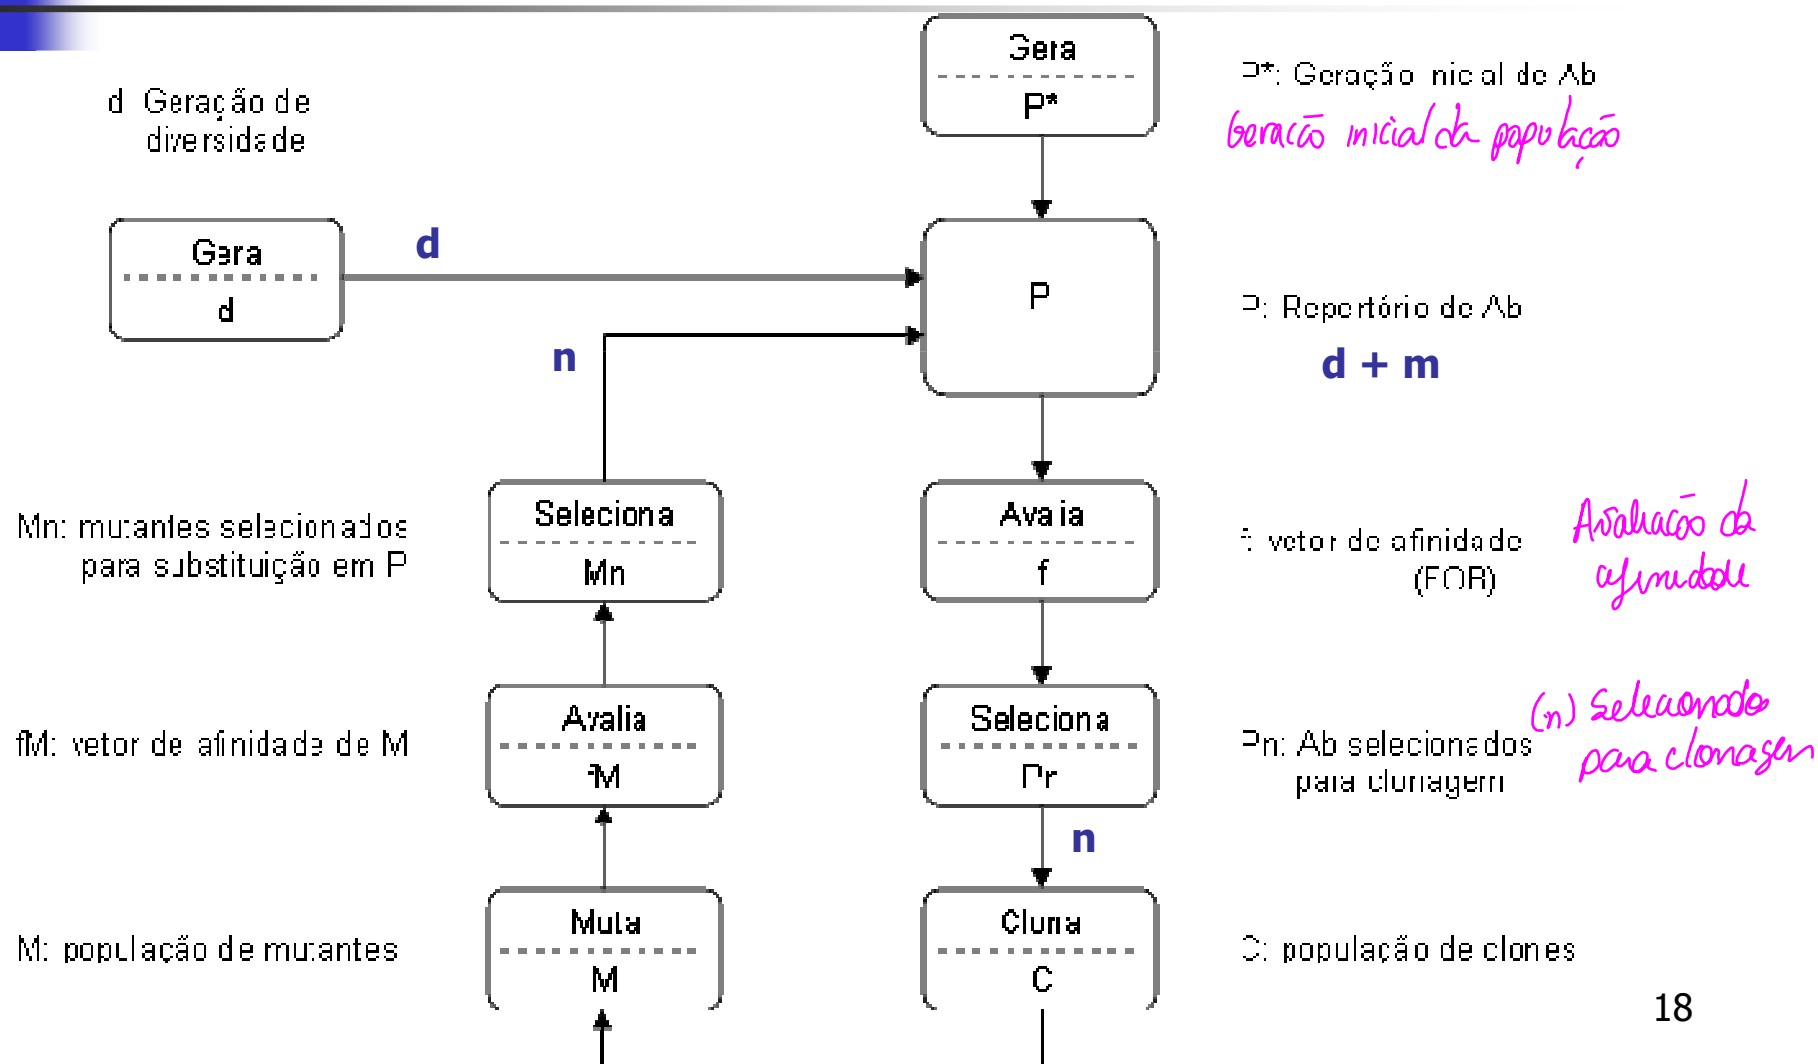 Gera
P*
P*: Geração inicial de Ab
Geracão inicial da população
d Geração de
diversidade
Gera
d
d
P
P: Repertório de Ab
d + m
n
Mn: mutantes selecionados
para substituição em P
Seleciona
Mn
Avalia
f
f: vetor de afinidade
(FOR)
Avaliacão da
afinidade
fM: vetor de afinidade de M
Avalia
fM
Seleciona
Pn
Pn: Ab selecionados
para clonagem
(n) Selecionados
para clonagem
n
M: população de mutantes
Muta
M
Clona
C
C: população de clones
18